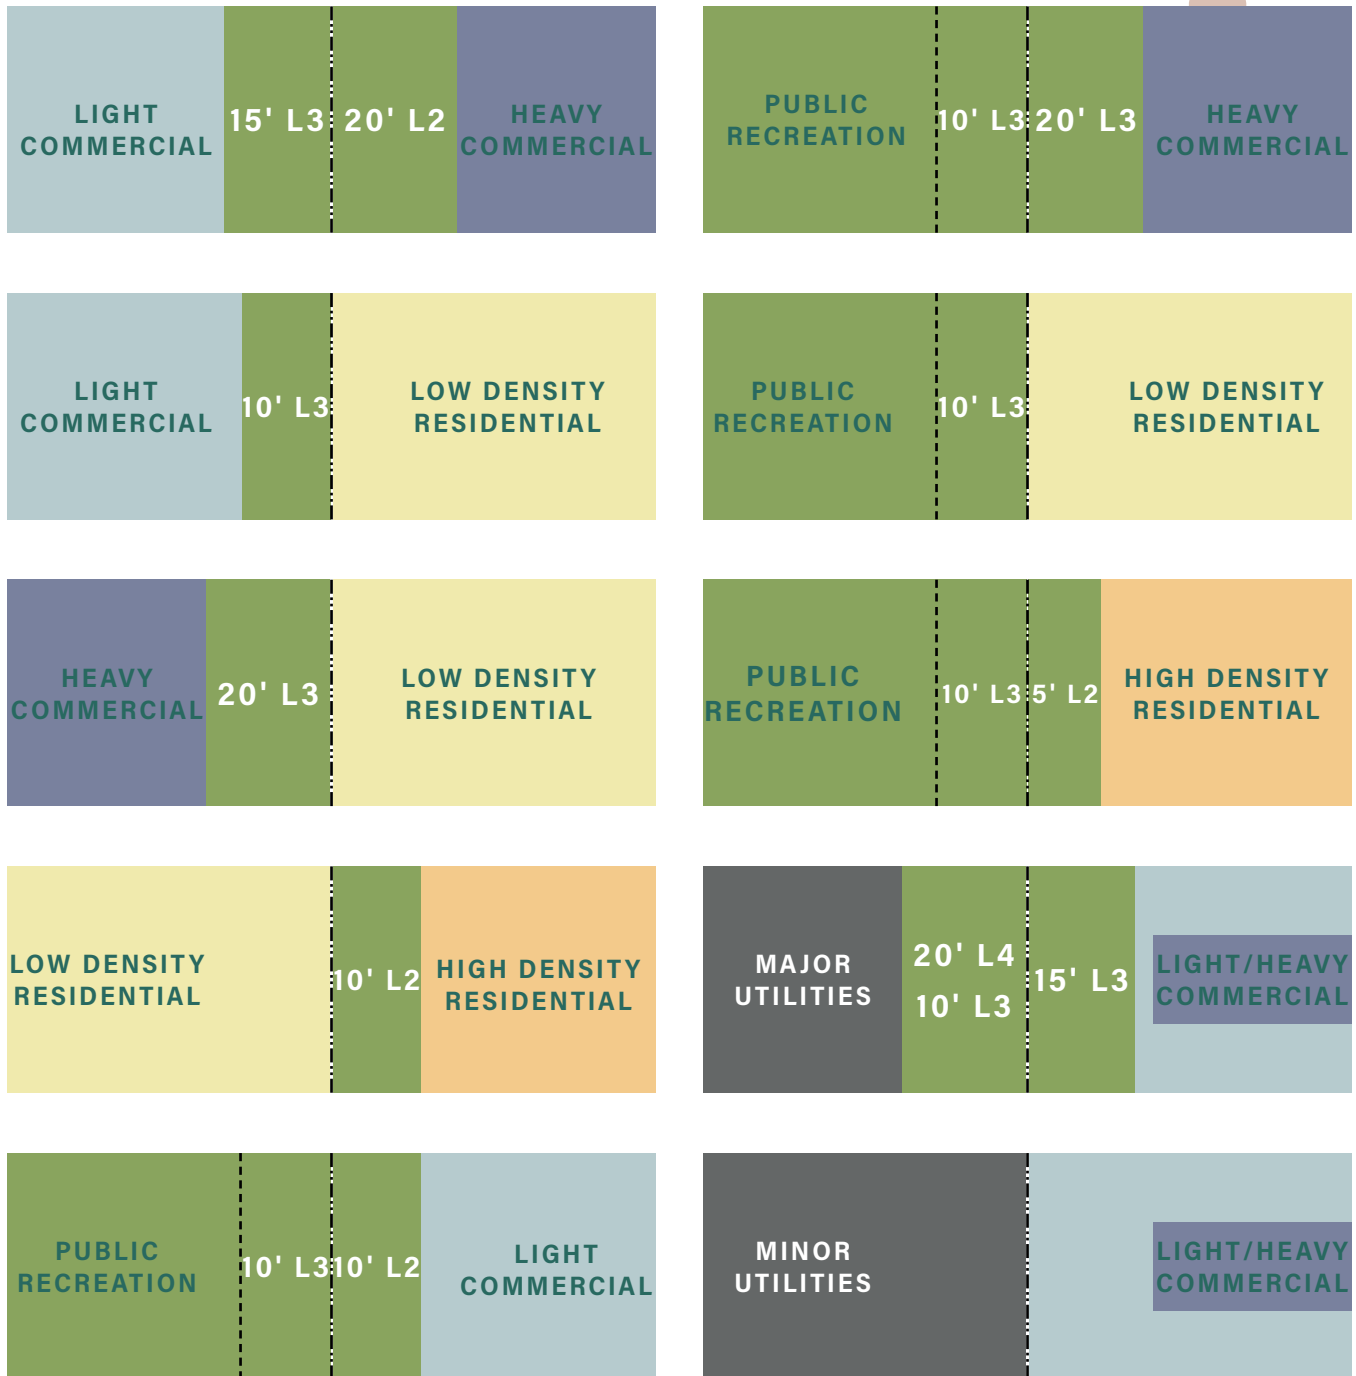 LIGHT
COMMERCIAL
15' L3
20' L2
HEAVY
COMMERCIAL
PUBLIC
RECREATION
10' L3
20' L3
HEAVY
COMMERCIAL
LIGHT
COMMERCIAL
10' L3
LOW DENSITY
RESIDENTIAL
PUBLIC
RECREATION
10' L3
LOW DENSITY
RESIDENTIAL
HEAVY
COMMERCIAL
20' L3
LOW DENSITY
RESIDENTIAL
PUBLIC
RECREATION
10' L3
5' L2
HIGH DENSITY
RESIDENTIAL
LOW DENSITY
RESIDENTIAL
10' L2
HIGH DENSITY
RESIDENTIAL
MAJOR
UTILITIES
20' L4
10' L3
15' L3
LIGHT/HEAVY
COMMERCIAL
PUBLIC
RECREATION
10' L3
10' L2
LIGHT
COMMERCIAL
MINOR
UTILITIES
LIGHT/HEAVY
COMMERCIAL